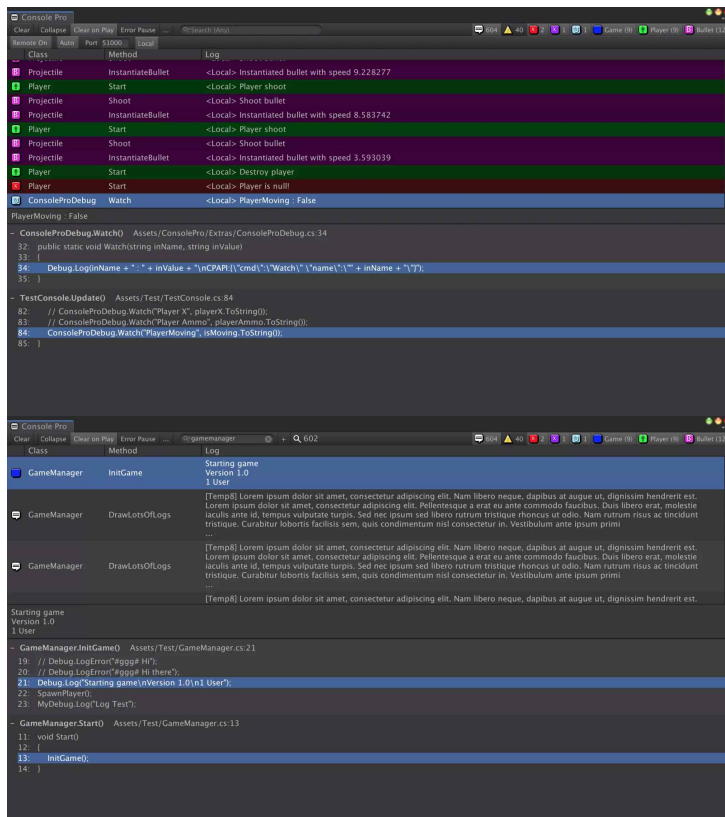 Console Pro
Clear Collapse Clear on Play Error Pause ... Search (Any) 604 40 2 1 1 Game (9) Player (9) Bullet (12
Remote On Auto Port 51000 Local
Class Method Log
Projectile InstantiateBullet <Local> Instantiated bullet with speed 9.228277
Player Start <Local> Player shoot
Projectile Shoot <Local> Shoot bullet
Projectile InstantiateBullet <Local> Instantiated bullet with speed 8.583742
Player Start <Local> Player shoot
Projectile Shoot <Local> Shoot bullet
Projectile InstantiateBullet <Local> Instantiated bullet with speed 3.593039
Player Start <Local> Destroy player
Player Start <Local> Player is null!
ConsoleProDebug Watch <Local> PlayerMoving : False
PlayerMoving : False
– ConsoleProDebug.Watch() Assets/ConsolePro/Extras/ConsoleProDebug.cs:34
32: public static void Watch(string inName, string inValue)
33: {
34: Debug.Log(inName + " : " + inValue + "\nCPAPI:{\"cmd\":\"Watch\" \"name\":\"" + inName + "\"}");
35: }
– TestConsole.Update() Assets/Test/TestConsole.cs:84
82: // ConsoleProDebug.Watch("Player X", playerX.ToString());
83: // ConsoleProDebug.Watch("Player Ammo", playerAmmo.ToString());
84: ConsoleProDebug.Watch("PlayerMoving", isMoving.ToString());
85: }
Console Pro
Clear Collapse Clear on Play Error Pause ... gamemanager + 602 604 40 2 1 1 Game (9) Player (9) Bullet (12
Class Method Log
GameManager InitGame Starting game
Version 1.0
1 User
[Temp8] Lorem ipsum dolor sit amet, consectetur adipiscing elit. Nam libero neque, dapibus at augue ut, dignissim hendrerit est.
Lorem ipsum dolor sit amet, consectetur adipiscing elit. Pellentesque a erat eu ante commodo faucibus. Duis libero erat, molestie
GameManager DrawLotsOfLogs iaculis ante id, tempus vulputate turpis. Sed nec ipsum sed libero rutrum tristique rhoncus ut odio. Nam rutrum risus ac tincidunt
tristique. Curabitur lobortis facilisis sem, quis condimentum nisl consectetur in. Vestibulum ante ipsum primi
...
[Temp8] Lorem ipsum dolor sit amet, consectetur adipiscing elit. Nam libero neque, dapibus at augue ut, dignissim hendrerit est.
Lorem ipsum dolor sit amet, consectetur adipiscing elit. Pellentesque a erat eu ante commodo faucibus. Duis libero erat, molestie
GameManager DrawLotsOfLogs iaculis ante id, tempus vulputate turpis. Sed nec ipsum sed libero rutrum tristique rhoncus ut odio. Nam rutrum risus ac tincidunt
tristique. Curabitur lobortis facilisis sem, quis condimentum nisl consectetur in. Vestibulum ante ipsum primi
...
[Temp8] Lorem ipsum dolor sit amet, consectetur adipiscing elit. Nam libero neque, dapibus at augue ut, dignissim hendrerit est.
Starting game
Version 1.0
1 User
– GameManager.InitGame() Assets/Test/GameManager.cs:21
19: // Debug.LogError("#ggg# Hi");
20: // Debug.LogError("#ggg# Hi there");
21: Debug.Log("Starting game\nVersion 1.0\n1 User");
22: SpawnPlayer();
23: MyDebug.Log("Log Test");
– GameManager.Start() Assets/Test/GameManager.cs:13
11: void Start()
12: {
13: InitGame();
14: }